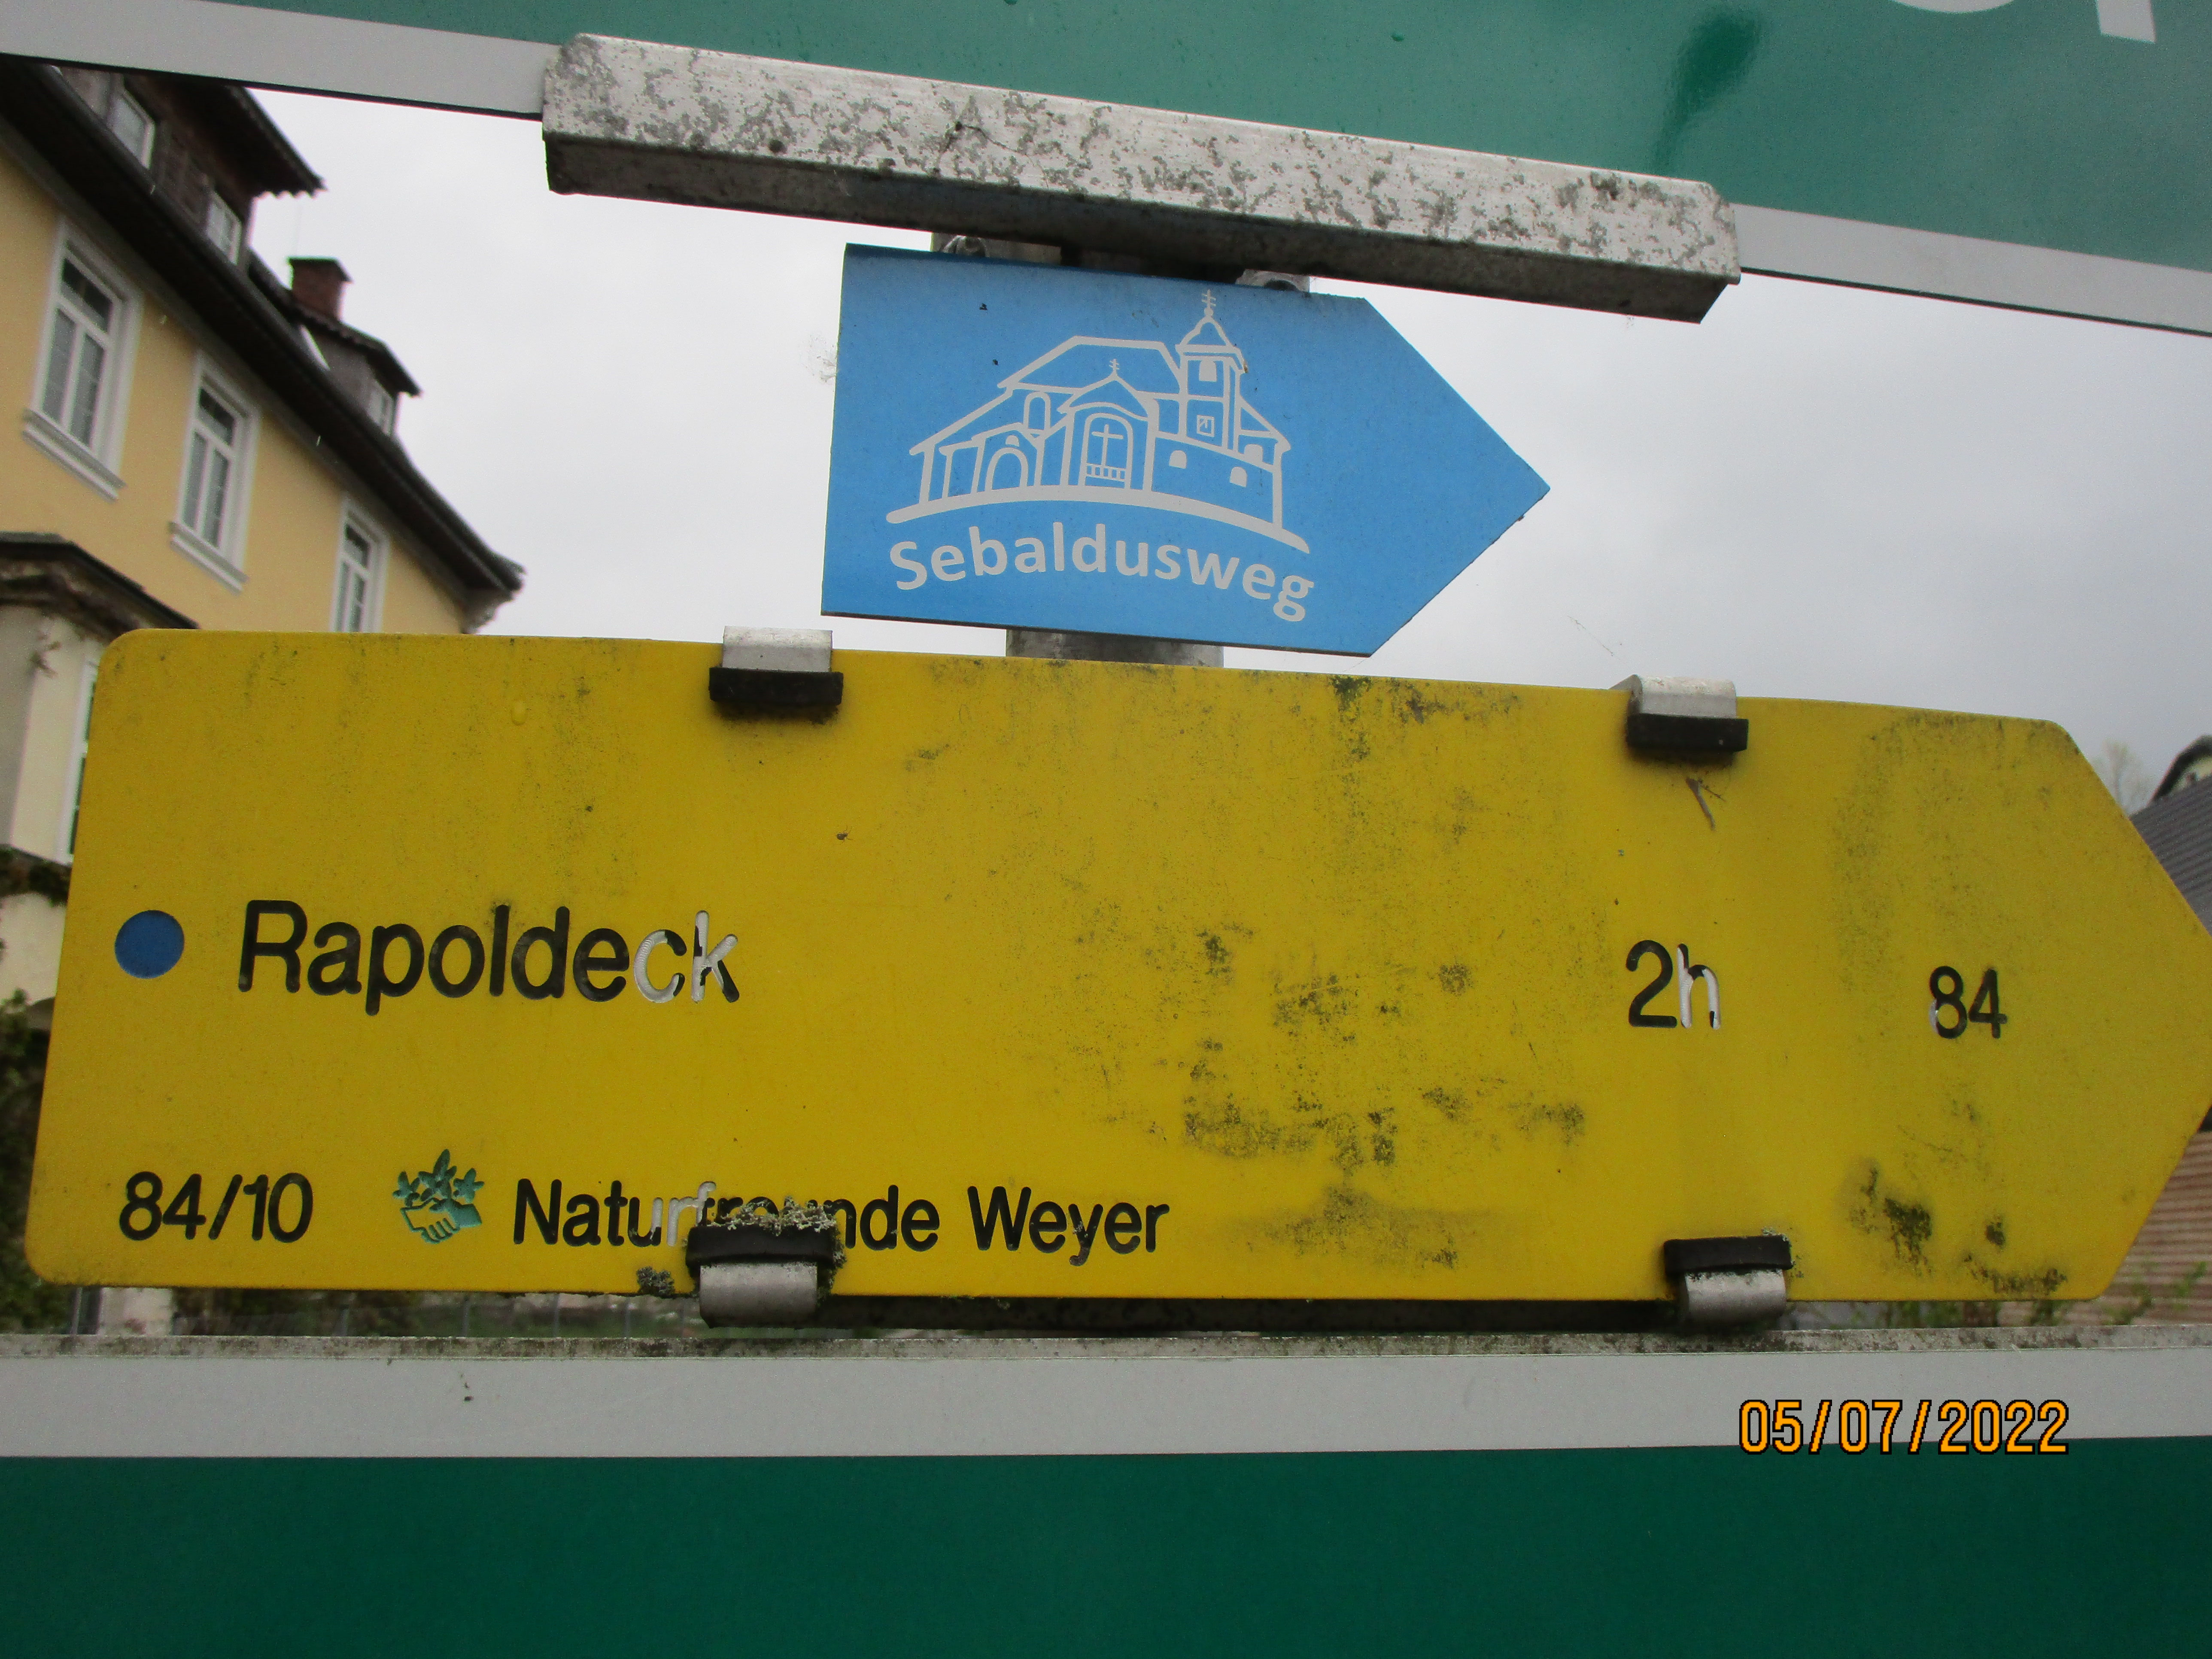 Sebaldusweg
Rapoldeck 2h 84
84/10 Naturfreunde Weyer
05/07/2022